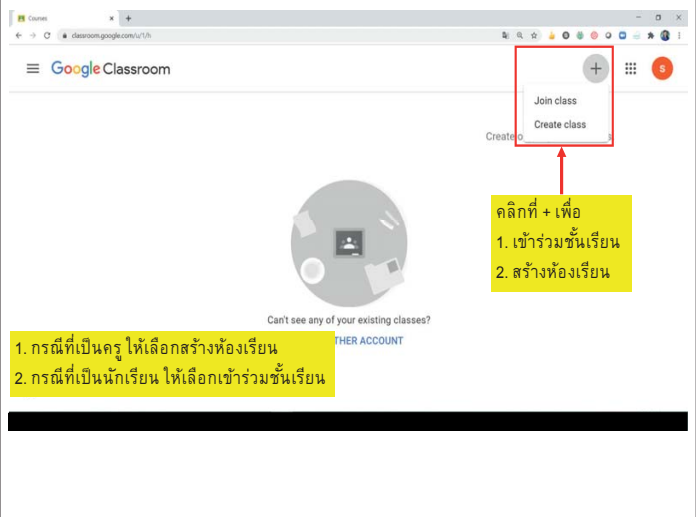 Courses
classroom.google.com/u/1/h
Google Classroom
S
Join class
Create class
Create
คลิกที่ + เพื่อ
1. เข้าร่วมชั้นเรียน
2. สร้างห้องเรียน
Can't see any of your existing classes?
THER ACCOUNT
1. กรณีที่เป็นครู ให้เลือกสร้างห้องเรียน
2. กรณีที่เป็นนักเรียน ให้เลือกเข้าร่วมชั้นเรียน